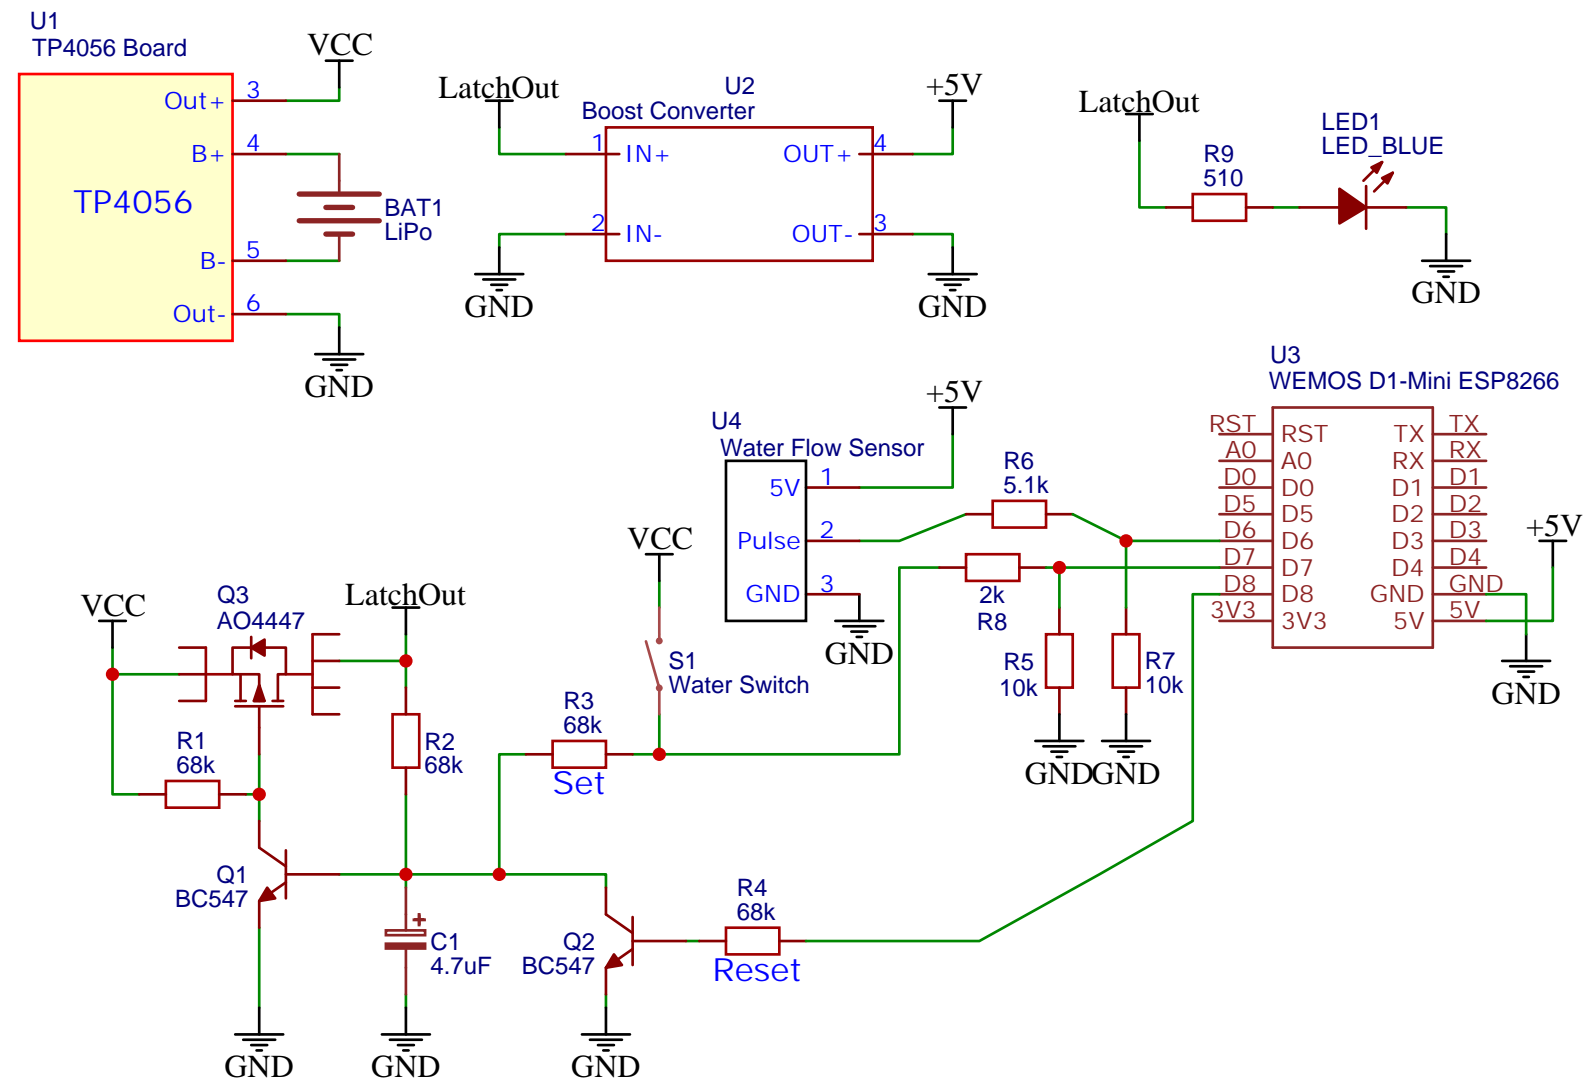 U1
TP4056 Board
VCC
Out+ 3
B+ 4
TP4056
BAT1
LiPo
B- 5
Out- 6
GND
LatchOut
U2
Boost Converter
+5V
1 IN+
OUT+ 4
2 IN-
OUT- 3
GND
GND
LatchOut
R9
510
LED1
LED_BLUE
GND
U3
WEMOS D1-Mini ESP8266
RST RST TX TX
A0 A0 RX RX
D0 D0 D1 D1
D5 D5 D2 D2
D6 D6 D3 D3
D7 D7 D4 D4
D8 D8 GND GND
3V3 3V3 5V 5V
+5V
GND
+5V
U4
Water Flow Sensor
5V 1
Pulse 2
GND 3
GND
R6
5.1k
2k
R8
R5
10k
R7
10k
GND
GND
VCC
S1
Water Switch
R3
68k
Set
VCC
Q3
AO4447
LatchOut
R1
68k
R2
68k
Q1
BC547
C1
4.7uF
Q2
BC547
R4
68k
Reset
GND
GND
GND